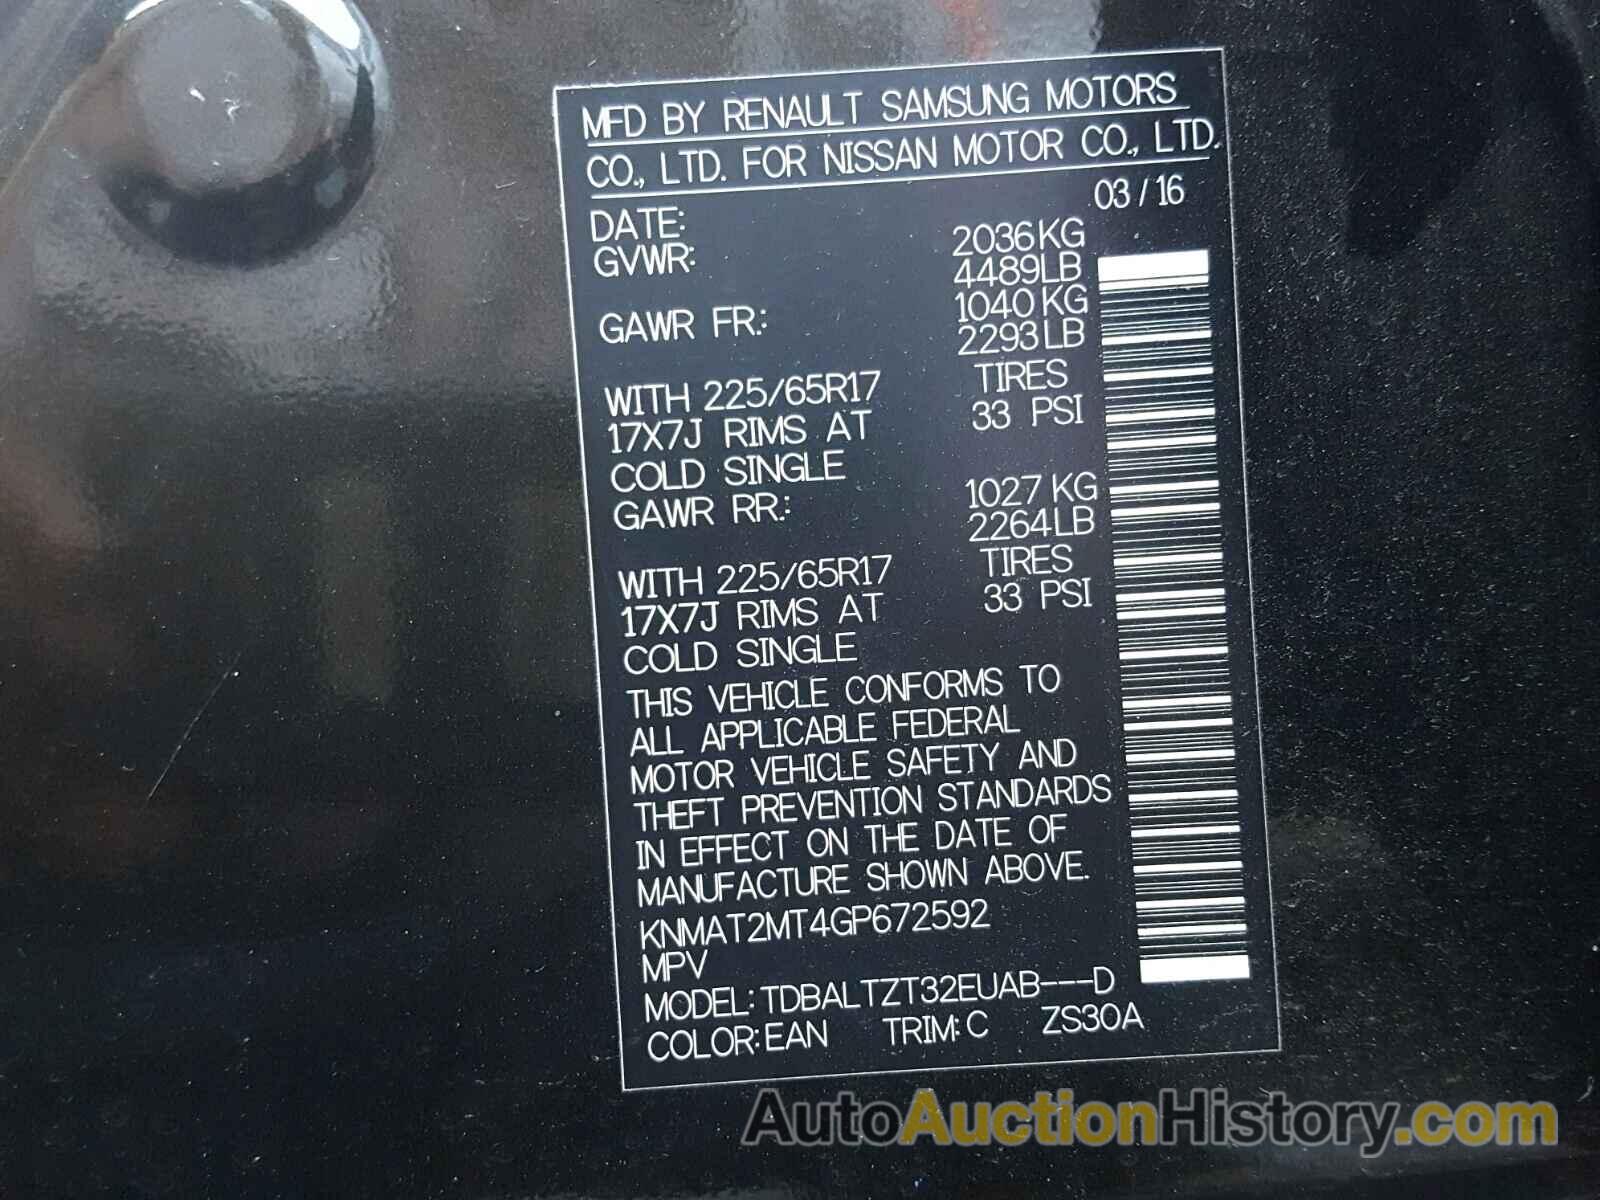 MFD BY RENAULT SAMSUNG MOTORS
CO., LTD. FOR NISSAN MOTOR CO., LTD.
DATE: 03 / 16
GVWR: 2036KG
4489LB
GAWR FR.: 1040KG
2293LB
WITH 225/65R17 TIRES
17X7J RIMS AT 33 PSI
COLD SINGLE
GAWR RR.: 1027KG
2264LB
WITH 225/65R17 TIRES
17X7J RIMS AT 33 PSI
COLD SINGLE
THIS VEHICLE CONFORMS TO
ALL APPLICABLE FEDERAL
MOTOR VEHICLE SAFETY AND
THEFT PREVENTION STANDARDS
IN EFFECT ON THE DATE OF
MANUFACTURE SHOWN ABOVE.
KNMAT2MT4GP672592
MPV
MODEL:TDBALTZT32EUAB---D
COLOR:EAN TRIM:C ZS30A
AutoAuctionHistory.com